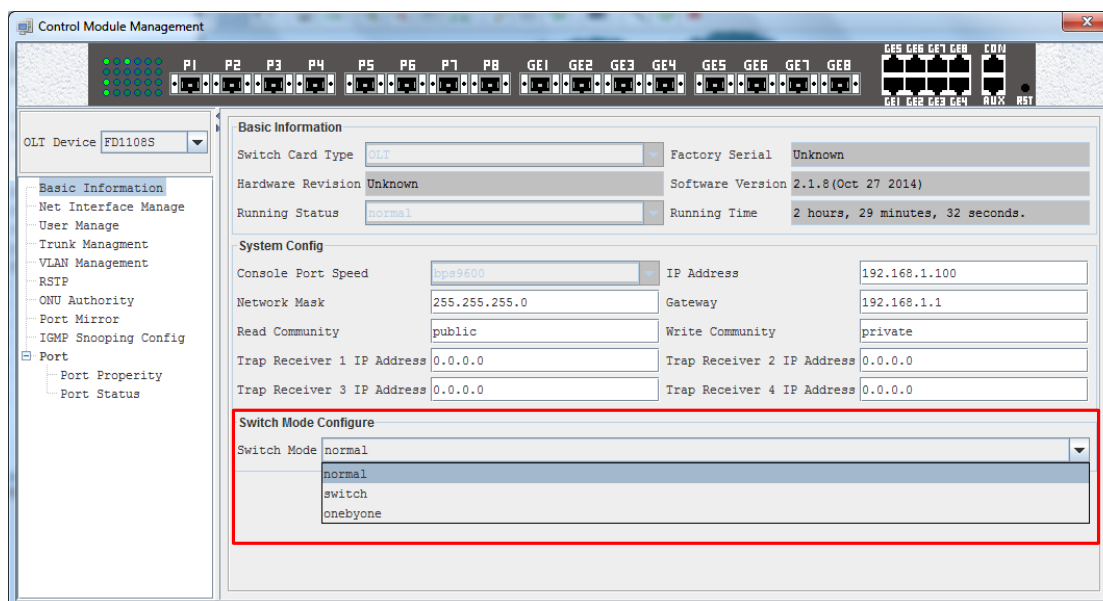 Control Module Management
GE5 GE6 GE7 GE8 CON
P1 P2 P3 P4 P5 P6 P7 P8 GE1 GE2 GE3 GE4 GE5 GE6 GE7 GE8
GE1 GE2 GE3 GE4 AUX RST
OLT Device FD1108S
Basic Information
Net Interface Manage
User Manage
Trunk Managment
VLAN Management
RSTP
ONU Authority
Port Mirror
IGMP Snooping Config
Port
Port Properity
Port Status
Basic Information
Switch Card Type OLT Factory Serial Unknown
Hardware Revision Unknown Software Version 2.1.8(Oct 27 2014)
Running Status normal Running Time 2 hours, 29 minutes, 32 seconds.
System Config
Console Port Speed bps9600 IP Address 192.168.1.100
Network Mask 255.255.255.0 Gateway 192.168.1.1
Read Community public Write Community private
Trap Receiver 1 IP Address 0.0.0.0 Trap Receiver 2 IP Address 0.0.0.0
Trap Receiver 3 IP Address 0.0.0.0 Trap Receiver 4 IP Address 0.0.0.0
Switch Mode Configure
Switch Mode normal
normal
switch
onebyone